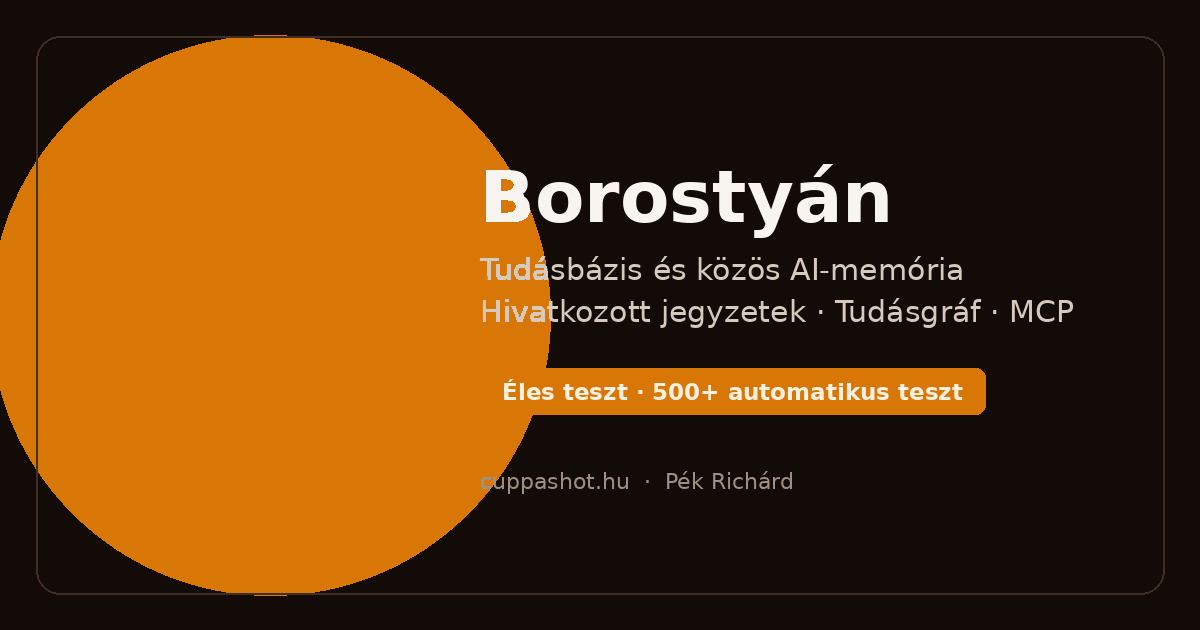 Borostyán
Tudásbázis és közös AI-memória
Hivatkozott jegyzetek · Tudásgráf · MCP
Éles teszt · 500+ automatikus teszt
cuppashot.hu · Pék Richárd